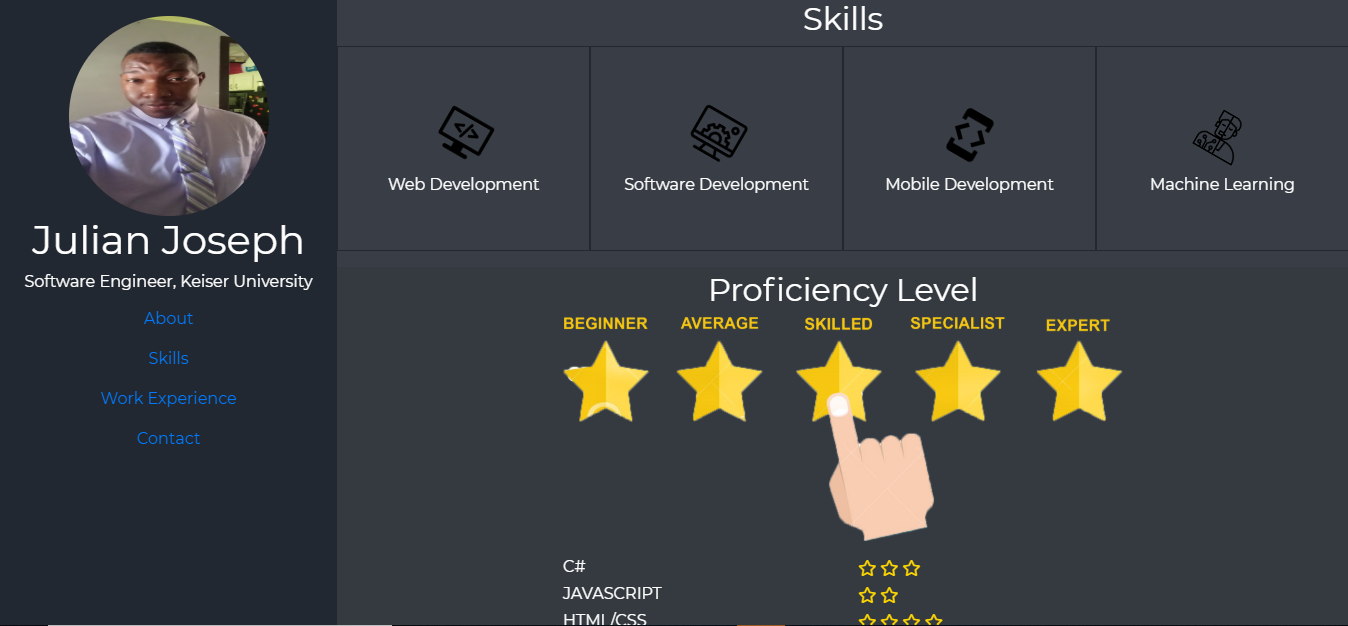 Julian Joseph
Software Engineer, Keiser University
About
Skills
Work Experience
Contact
Skills
Web Development
Software Development
Mobile Development
Machine Learning
Proficiency Level
BEGINNER AVERAGE SKILLED SPECIALIST EXPERT
C#
JAVASCRIPT
HTML/CSS